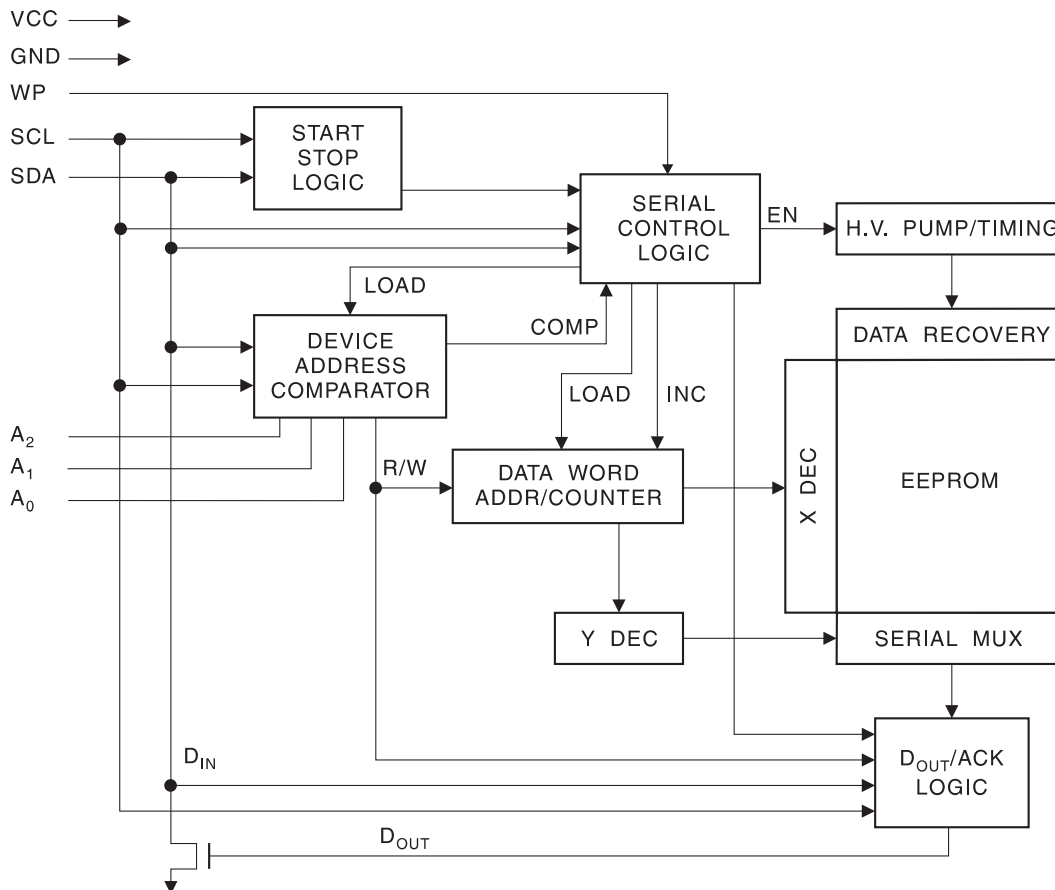 VCC
GND
WP
SCL
SDA
START
STOP
LOGIC
SERIAL
CONTROL
LOGIC
EN
H.V. PUMP/TIMING
LOAD
COMP
DATA RECOVERY
DEVICE
ADDRESS
COMPARATOR
LOAD
INC
A2
A1
A0
R/W
DATA WORD
ADDR/COUNTER
X DEC
EEPROM
Y DEC
SERIAL MUX
DIN
DOUT/ACK
LOGIC
DOUT